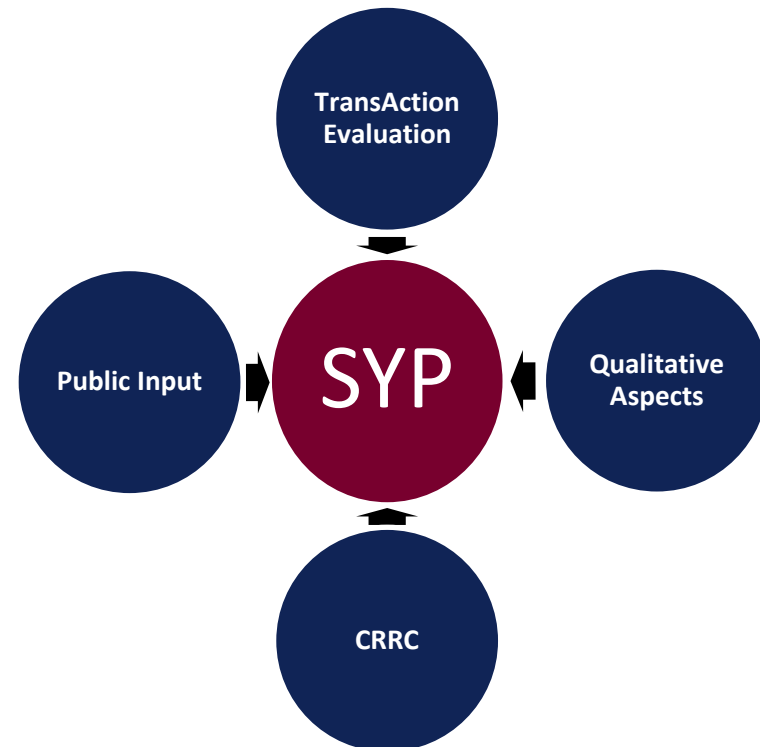 TransAction
Evaluation
Public Input
SYP
Qualitative
Aspects
CRRC